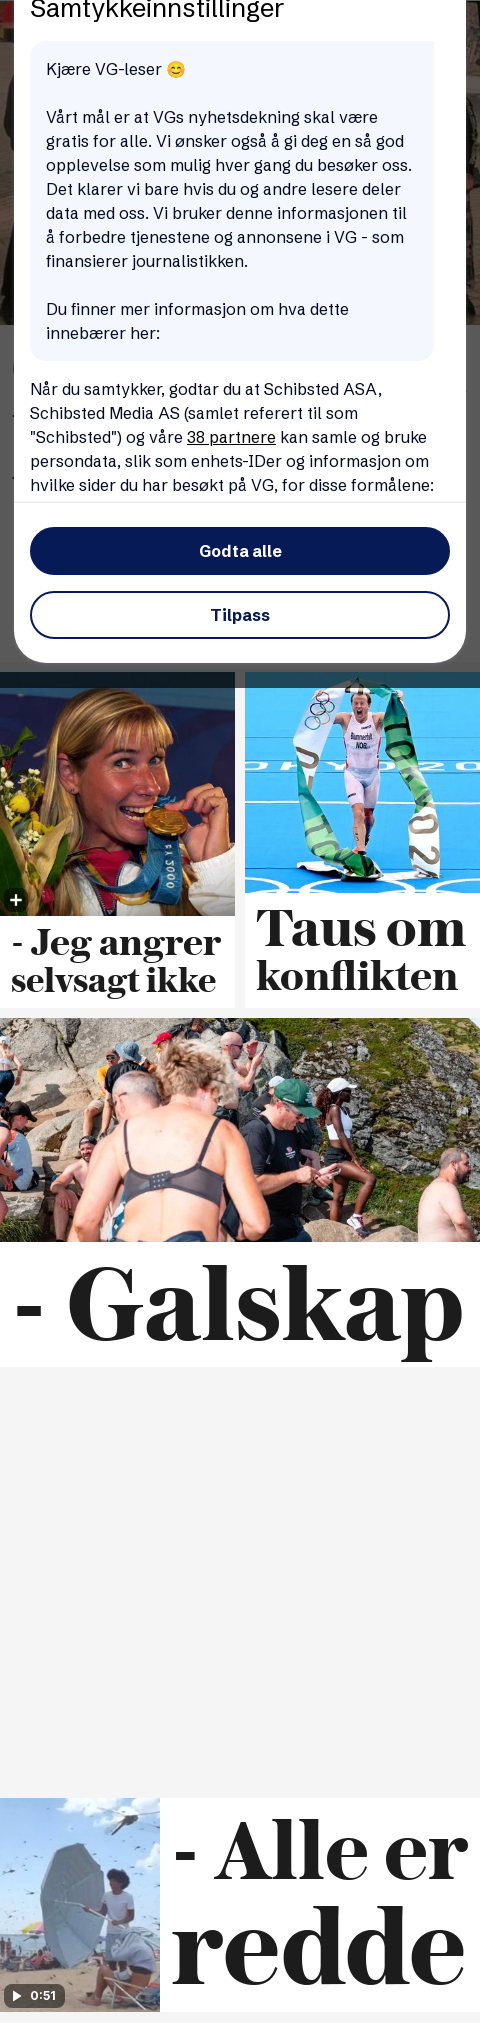 Samtykkeinnstillinger
Kjære VG-leser 😊
Vårt mål er at VGs nyhetsdekning skal være
gratis for alle. Vi ønsker også å gi deg en så god
opplevelse som mulig hver gang du besøker oss.
Det klarer vi bare hvis du og andre lesere deler
data med oss. Vi bruker denne informasjonen til
å forbedre tjenestene og annonsene i VG - som
finansierer journalistikken.
Du finner mer informasjon om hva dette
innebærer her:
Når du samtykker, godtar du at Schibsted ASA,
Schibsted Media AS (samlet referert til som
"Schibsted") og våre 38 partnere kan samle og bruke
persondata, slik som enhets-IDer og informasjon om
hvilke sider du har besøkt på VG, for disse formålene:
Godta alle
Tilpass
Blummenfelt
NOR
- Jeg angrer
selvsagt ikke
Taus om
konflikten
- Galskap
- Alle er
redde
0:51